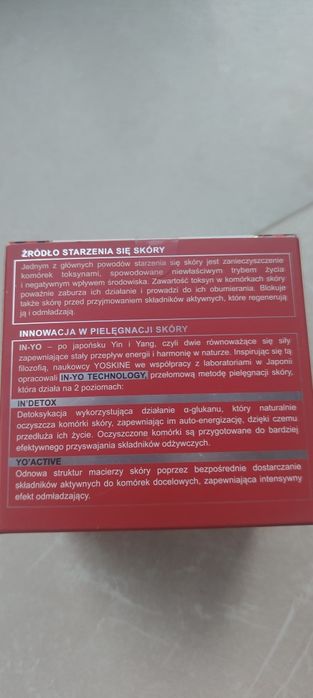 ŹRÓDŁO STARZENIA SIĘ SKÓRY
Jednym z głównych powodów starzenia się skóry jest zanieczyszczenie
komórek toksynami, spowodowane niewłaściwym trybem życia
i negatywnym wpływem środowiska. Zawartość toksyn w komórkach skóry
poważnie zaburza ich działanie i prowadzi do ich obumierania. Blokuje
także skórę przed przyjmowaniem składników aktywnych, które regenerują
ją i odmładzają.
INNOWACJA W PIELĘGNACJI SKÓRY
IN-YO – po japońsku Yin i Yang, czyli dwie równoważące się siły
zapewniające stały przepływ energii i harmonię w naturze. Inspirując się tą
filozofią, naukowcy YOSKINE we współpracy z laboratoriami w Japonii
opracowali IN-YO TECHNOLOGY, przełomową metodę pielęgnacji skóry,
która działa na 2 poziomach:
IN'DETOX
Detoksykacja wykorzystująca działanie α-glukanu, który naturalnie
oczyszcza komórki skóry, zapewniając im auto-energizację, dzięki czemu
przedłuża ich życie. Oczyszczone komórki są przygotowane do bardziej
efektywnego przyswajania składników odżywczych.
YO'ACTIVE
Odnowa struktur macierzy skóry poprzez bezpośrednie dostarczanie
składników aktywnych do komórek docelowych, zapewniająca intensywny
efekt odmładzający.